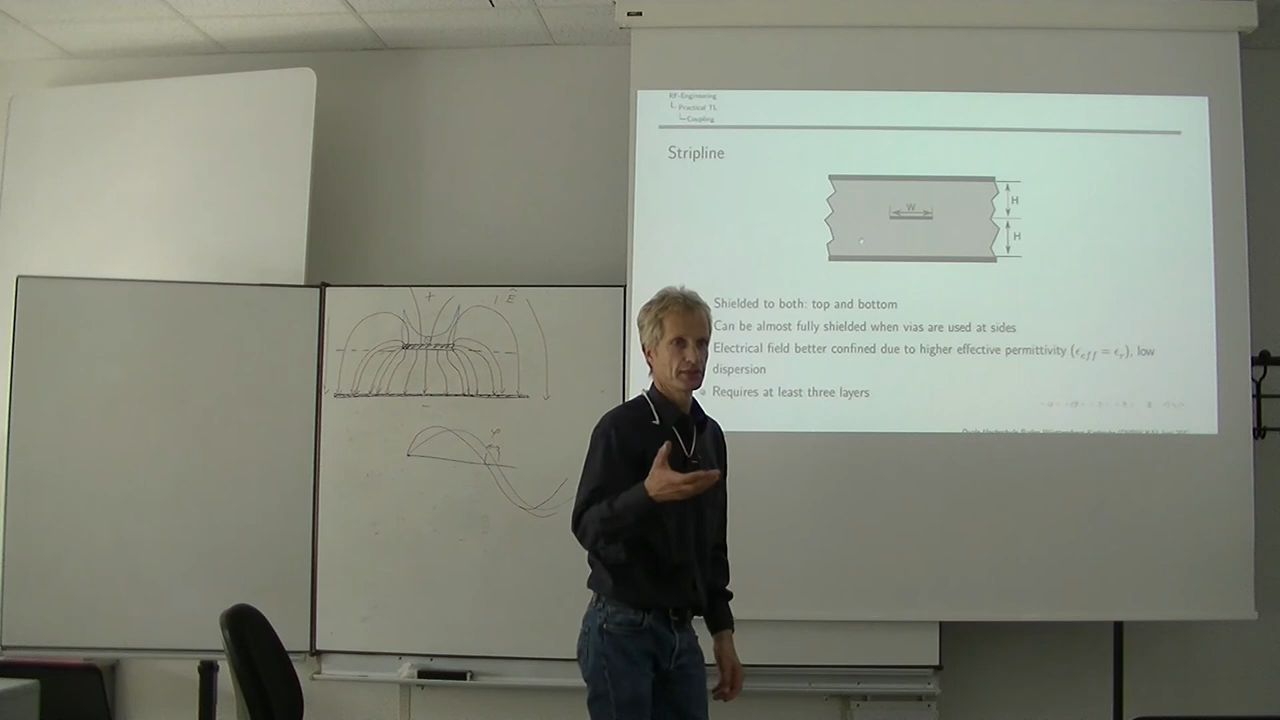 +
E
φ
RF-Engineering
Practical TL
Coupling
Stripline
W
H
H
Shielded to both: top and bottom
Can be almost fully shielded when vias are used at sides
Electrical field better confined due to higher effective permittivity (ϵeff = ϵr), low
dispersion
Requires at least three layers